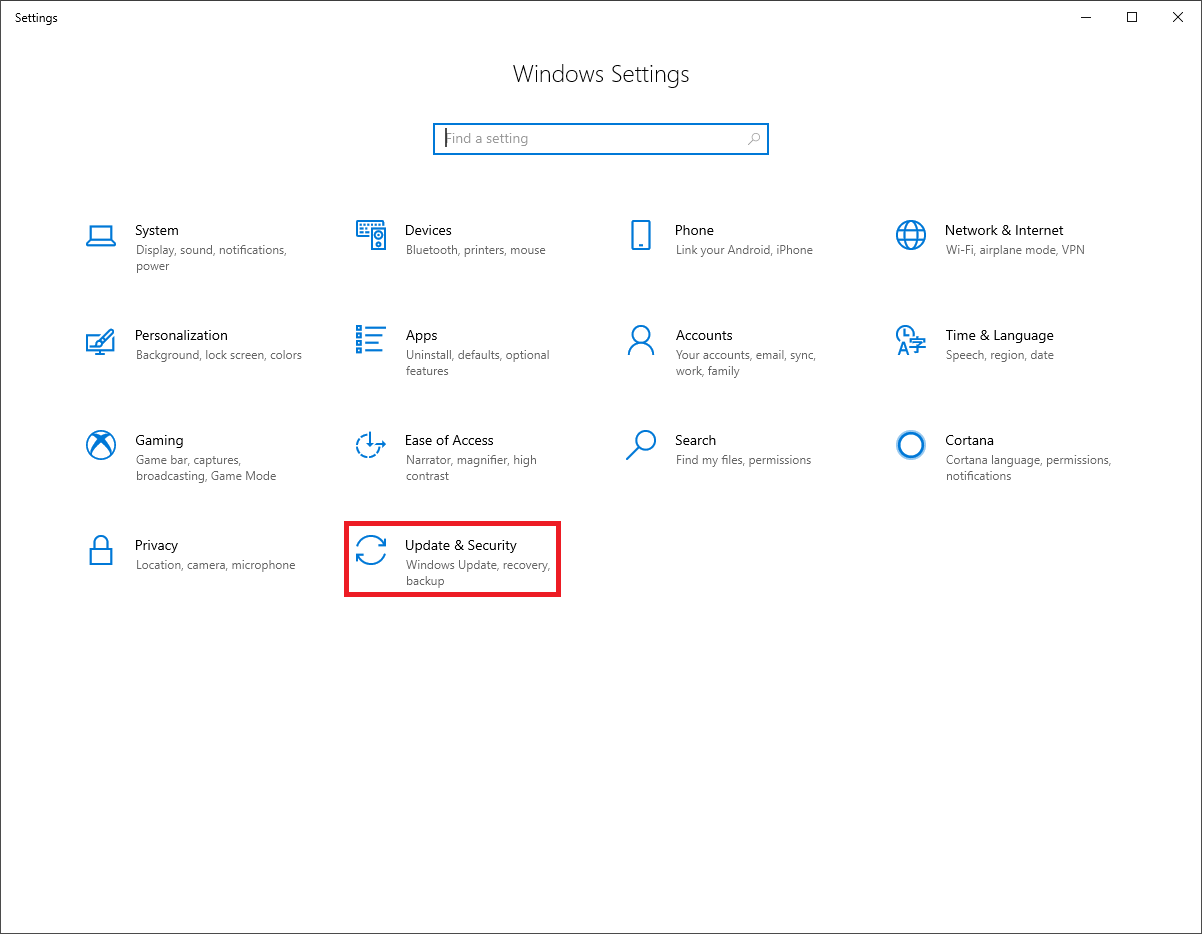 Settings
Windows Settings
Find a setting
System
Display, sound, notifications,
power
Devices
Bluetooth, printers, mouse
Phone
Link your Android, iPhone
Network & Internet
Wi-Fi, airplane mode, VPN
Personalization
Background, lock screen, colors
Apps
Uninstall, defaults, optional
features
Accounts
Your accounts, email, sync,
work, family
Time & Language
Speech, region, date
Gaming
Game bar, captures,
broadcasting, Game Mode
Ease of Access
Narrator, magnifier, high
contrast
Search
Find my files, permissions
Cortana
Cortana language, permissions,
notifications
Privacy
Location, camera, microphone
Update & Security
Windows Update, recovery,
backup